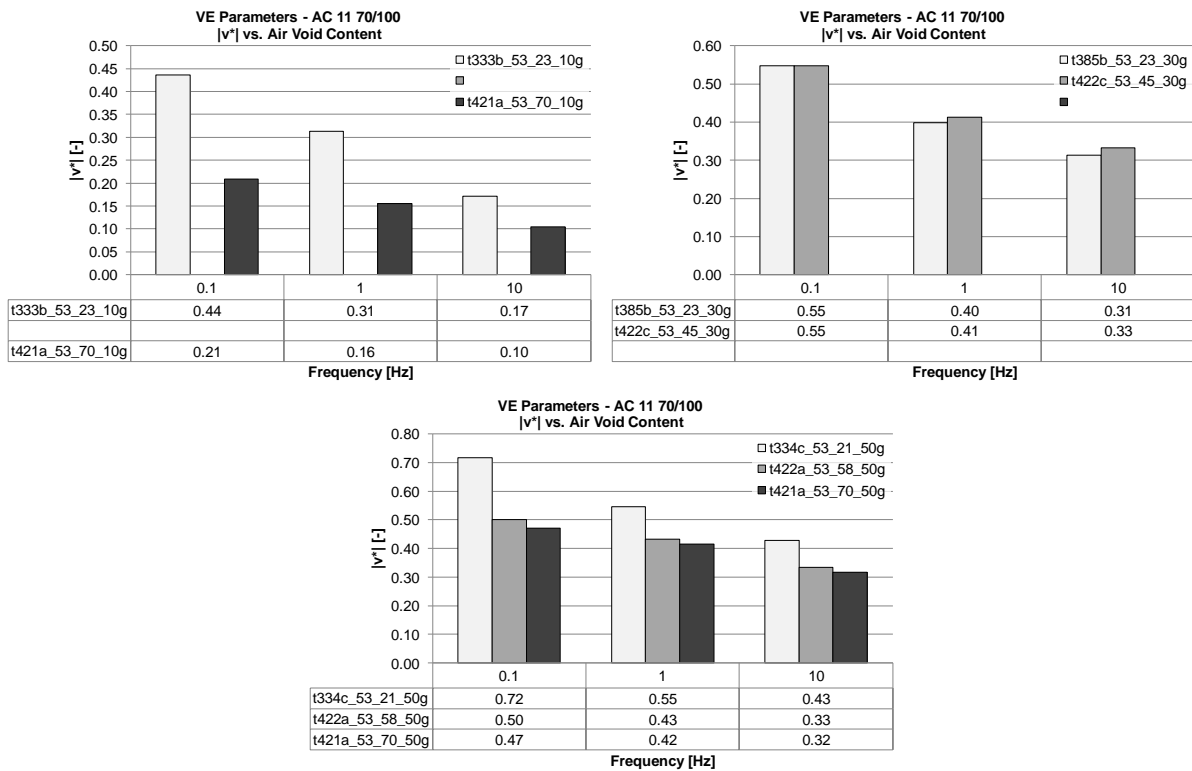 VE Parameters - AC 11 70/100
|v*| vs. Air Void Content
|v*| [-]
0.50
0.45
0.40
0.35
0.30
0.25
0.20
0.15
0.10
0.05
0.00
t333b_53_23_10g
t421a_53_70_10g
0.1 1 10
t333b_53_23_10g 0.44 0.31 0.17
t421a_53_70_10g 0.21 0.16 0.10
Frequency [Hz]
VE Parameters - AC 11 70/100
|v*| vs. Air Void Content
|v*| [-]
0.60
0.50
0.40
0.30
0.20
0.10
0.00
t385b_53_23_30g
t422c_53_45_30g
0.1 1 10
t385b_53_23_30g 0.55 0.40 0.31
t422c_53_45_30g 0.55 0.41 0.33
Frequency [Hz]
VE Parameters - AC 11 70/100
|v*| vs. Air Void Content
|v*| [-]
0.80
0.70
0.60
0.50
0.40
0.30
0.20
0.10
0.00
t334c_53_21_50g
t422a_53_58_50g
t421a_53_70_50g
0.1 1 10
t334c_53_21_50g 0.72 0.55 0.43
t422a_53_58_50g 0.50 0.43 0.33
t421a_53_70_50g 0.47 0.42 0.32
Frequency [Hz]